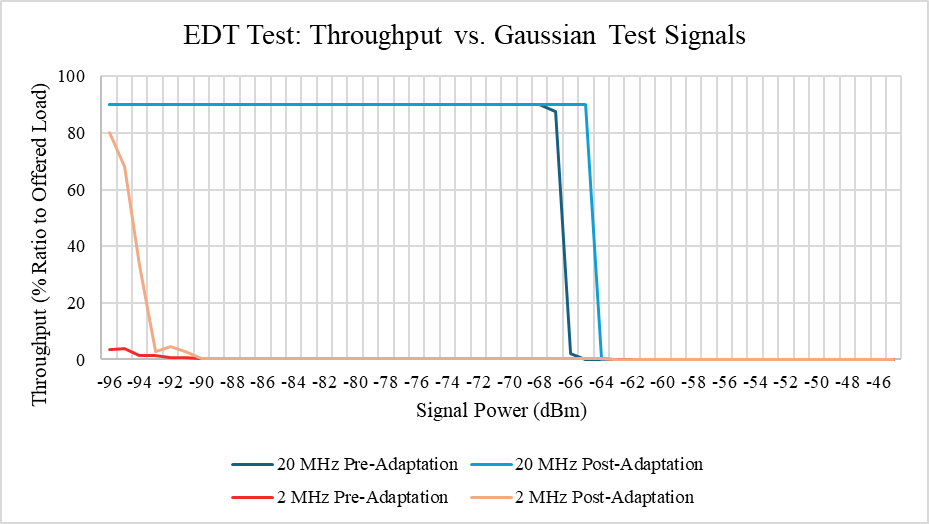 EDT Test: Throughput vs. Gaussian Test Signals
Throughput (% Ratio to Offered Load)
100
80
60
40
20
0
-96 -94 -92 -90 -88 -86 -84 -82 -80 -78 -76 -74 -72 -70 -68 -66 -64 -62 -60 -58 -56 -54 -52 -50 -48 -46
Signal Power (dBm)
20 MHz Pre-Adaptation 20 MHz Post-Adaptation
2 MHz Pre-Adaptation 2 MHz Post-Adaptation